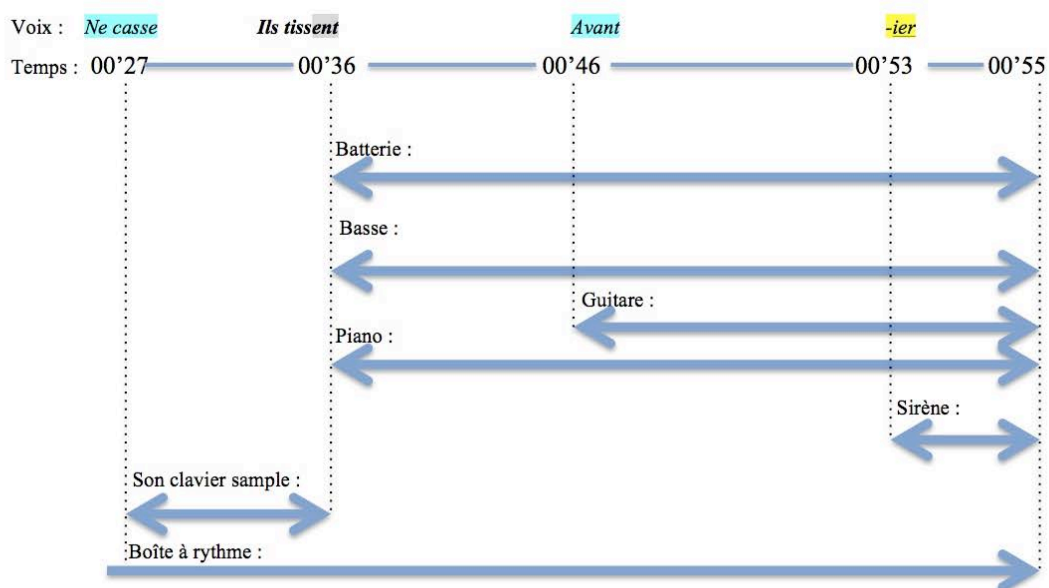 Voix : Ne casse Ils tissent Avant -ier
Temps : 00’27 00’36 00’46 00’53 00’55
Batterie :
Basse :
Guitare :
Piano :
Sirène :
Son clavier sample :
Boîte à rythme :